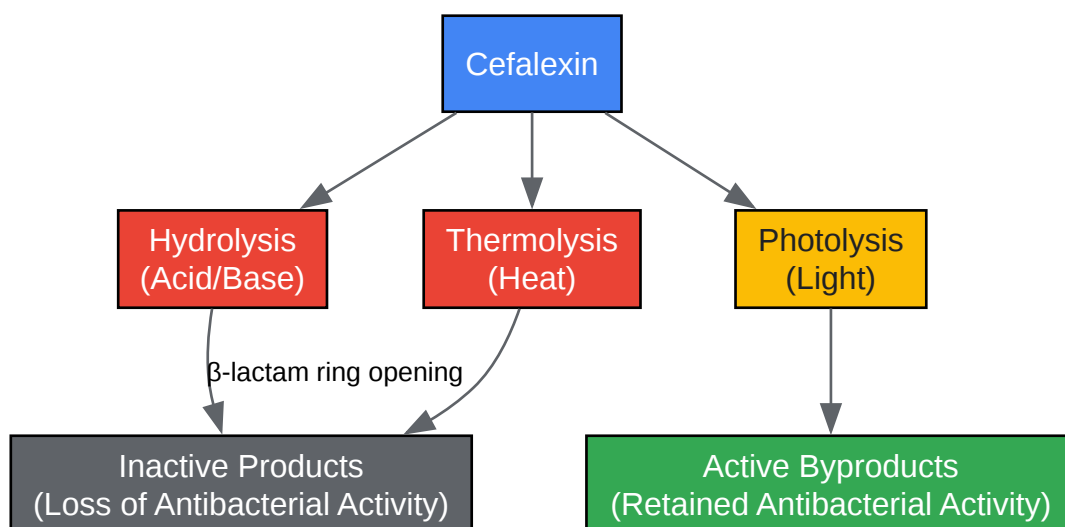 Cefalexin
Hydrolysis
(Acid/Base)
Thermolysis
(Heat)
Photolysis
(Light)
β-lactam ring opening
Inactive Products
(Loss of Antibacterial Activity)
Active Byproducts
(Retained Antibacterial Activity)